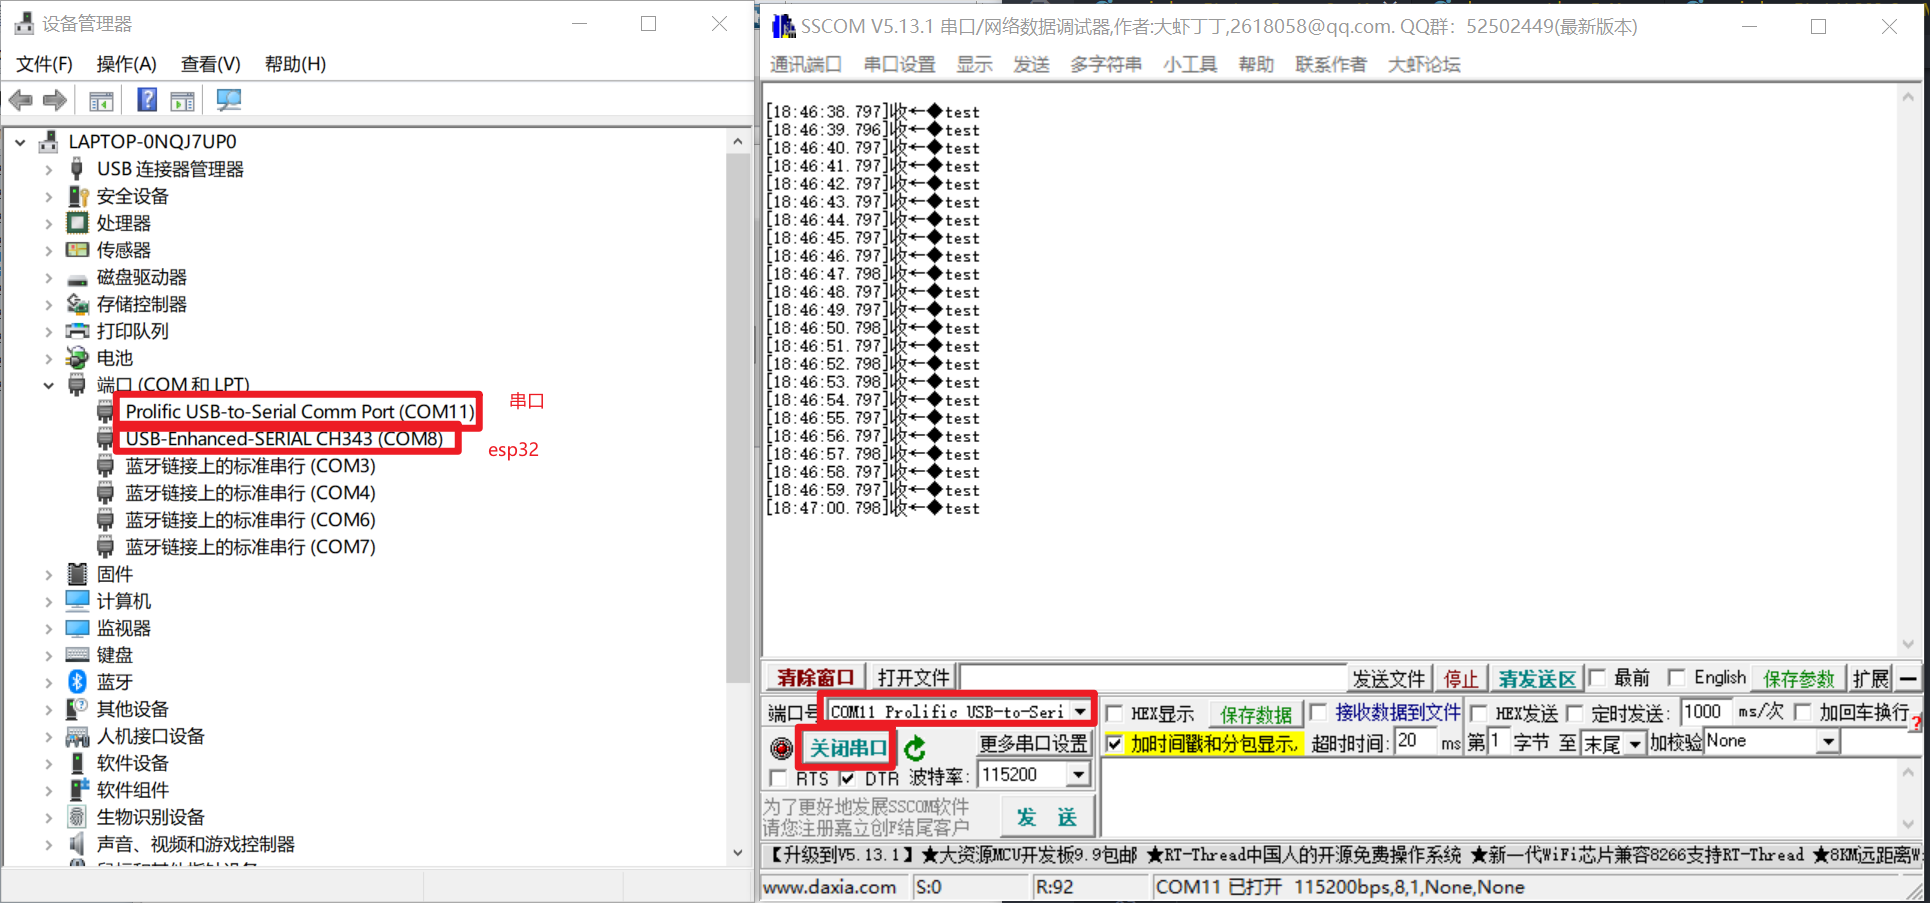 设备管理器
文件(F) 操作(A) 查看(V) 帮助(H)
LAPTOP-0NQJ7UP0
USB 连接器管理器
安全设备
处理器
传感器
磁盘驱动器
存储控制器
打印队列
电池
端口 (COM 和 LPT)
Prolific USB-to-Serial Comm Port (COM11)
串口
USB-Enhanced-SERIAL CH343 (COM8)
esp32
蓝牙链接上的标准串行 (COM3)
蓝牙链接上的标准串行 (COM4)
蓝牙链接上的标准串行 (COM6)
蓝牙链接上的标准串行 (COM7)
固件
计算机
监视器
键盘
蓝牙
其他设备
人机接口设备
软件设备
软件组件
生物识别设备
声音、视频和游戏控制器
SSCOM V5.13.1 串口/网络数据调试器,作者:大虾丁丁,2618058@qq.com. QQ群: 52502449(最新版本)
通讯端口 串口设置 显示 发送 多字符串 小工具 帮助 联系作者 大虾论坛
[18:46:38.797]收←◆test
[18:46:39.796]收←◆test
[18:46:40.797]收←◆test
[18:46:41.797]收←◆test
[18:46:42.797]收←◆test
[18:46:43.797]收←◆test
[18:46:44.797]收←◆test
[18:46:45.797]收←◆test
[18:46:46.797]收←◆test
[18:46:47.798]收←◆test
[18:46:48.797]收←◆test
[18:46:49.797]收←◆test
[18:46:50.798]收←◆test
[18:46:51.797]收←◆test
[18:46:52.798]收←◆test
[18:46:53.798]收←◆test
[18:46:54.797]收←◆test
[18:46:55.797]收←◆test
[18:46:56.797]收←◆test
[18:46:57.798]收←◆test
[18:46:58.797]收←◆test
[18:46:59.797]收←◆test
[18:47:00.798]收←◆test
清除窗口 打开文件 发送文件 停止 清发送区 最前 English 保存参数 扩展
端口号 COM11 Prolific USB-to-Seri HEX显示 保存数据 接收数据到文件 HEX发送 定时发送: 1000 ms/次 加回车换行
关闭串口 更多串口设置 加时间戳和分包显示, 超时时间: 20 ms 第 1 字节 至 末尾 加校验 None
RTS DTR 波特率: 115200
为了更好地发展SSCOM软件
请您注册嘉立创F结尾客户
发 送
【升级到V5.13.1】★大资源MCU开发板9.9包邮 ★RT-Thread中国人的开源免费操作系统 ★新一代WiFi芯片兼容8266支持RT-Thread ★8KM远距离W
www.daxia.com S:0 R:92 COM11 已打开 115200bps,8,1,None,None